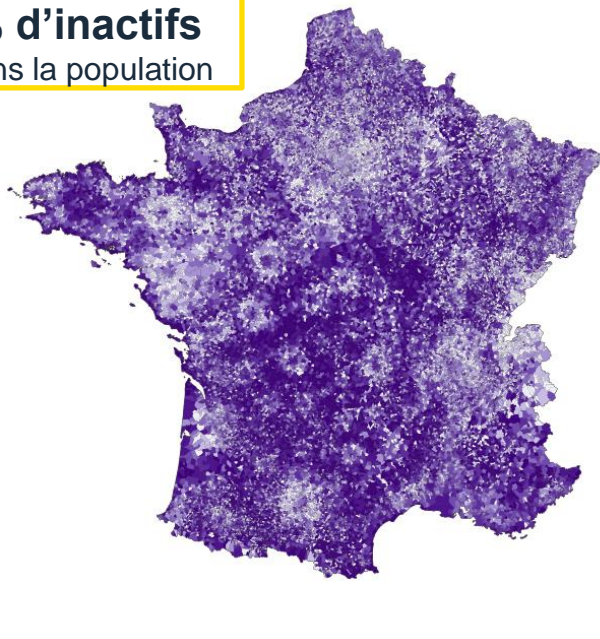 % d’inactifs
ns la population